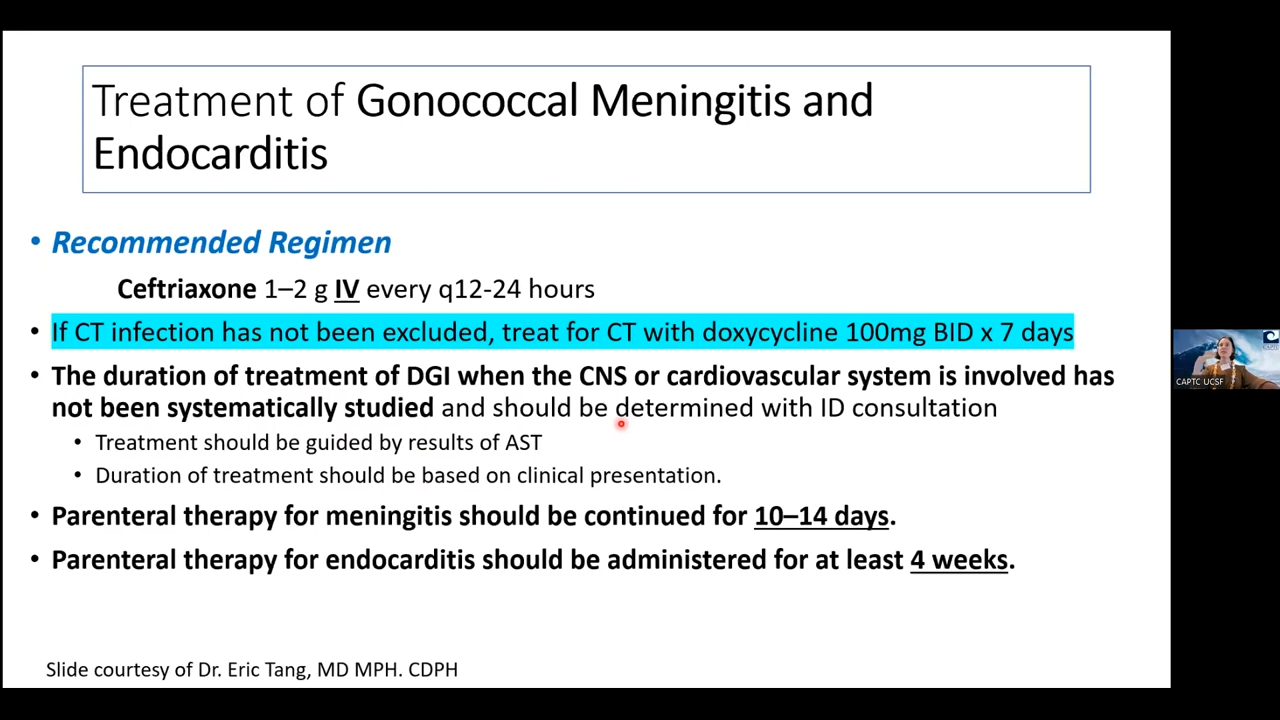 Treatment of Gonococcal Meningitis and
Endocarditis
• Recommended Regimen
Ceftriaxone 1–2 g IV every q12-24 hours
• If CT infection has not been excluded, treat for CT with doxycycline 100mg BID x 7 days
• The duration of treatment of DGI when the CNS or cardiovascular system is involved has
not been systematically studied and should be determined with ID consultation
• Treatment should be guided by results of AST
• Duration of treatment should be based on clinical presentation.
• Parenteral therapy for meningitis should be continued for 10–14 days.
• Parenteral therapy for endocarditis should be administered for at least 4 weeks.
Slide courtesy of Dr. Eric Tang, MD MPH. CDPH
CAPTC UCSF